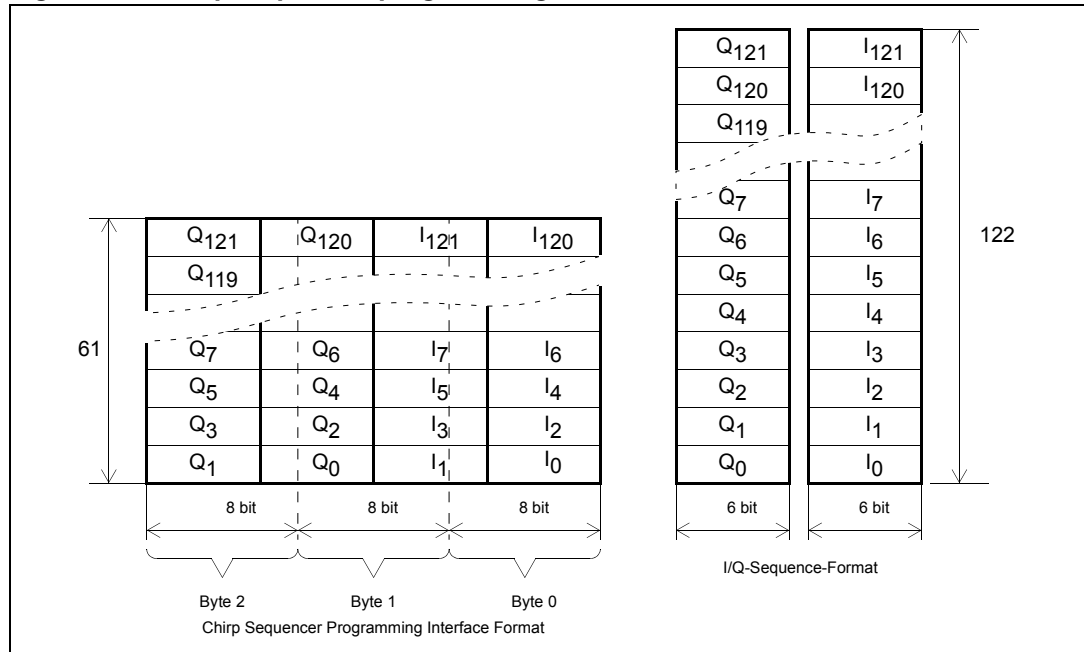 Q121 Q120 I121 I120
Q119
Q7 Q6 I7 I6
Q5 Q4 I5 I4
Q3 Q2 I3 I2
Q1 Q0 I1 I0
61
8 bit 8 bit 8 bit
Byte 2 Byte 1 Byte 0
Chirp Sequencer Programming Interface Format
Q121 I121
Q120 I120
Q119
Q7 I7
Q6 I6
Q5 I5
Q4 I4
Q3 I3
Q2 I2
Q1 I1
Q0 I0
122
6 bit 6 bit
I/Q-Sequence-Format